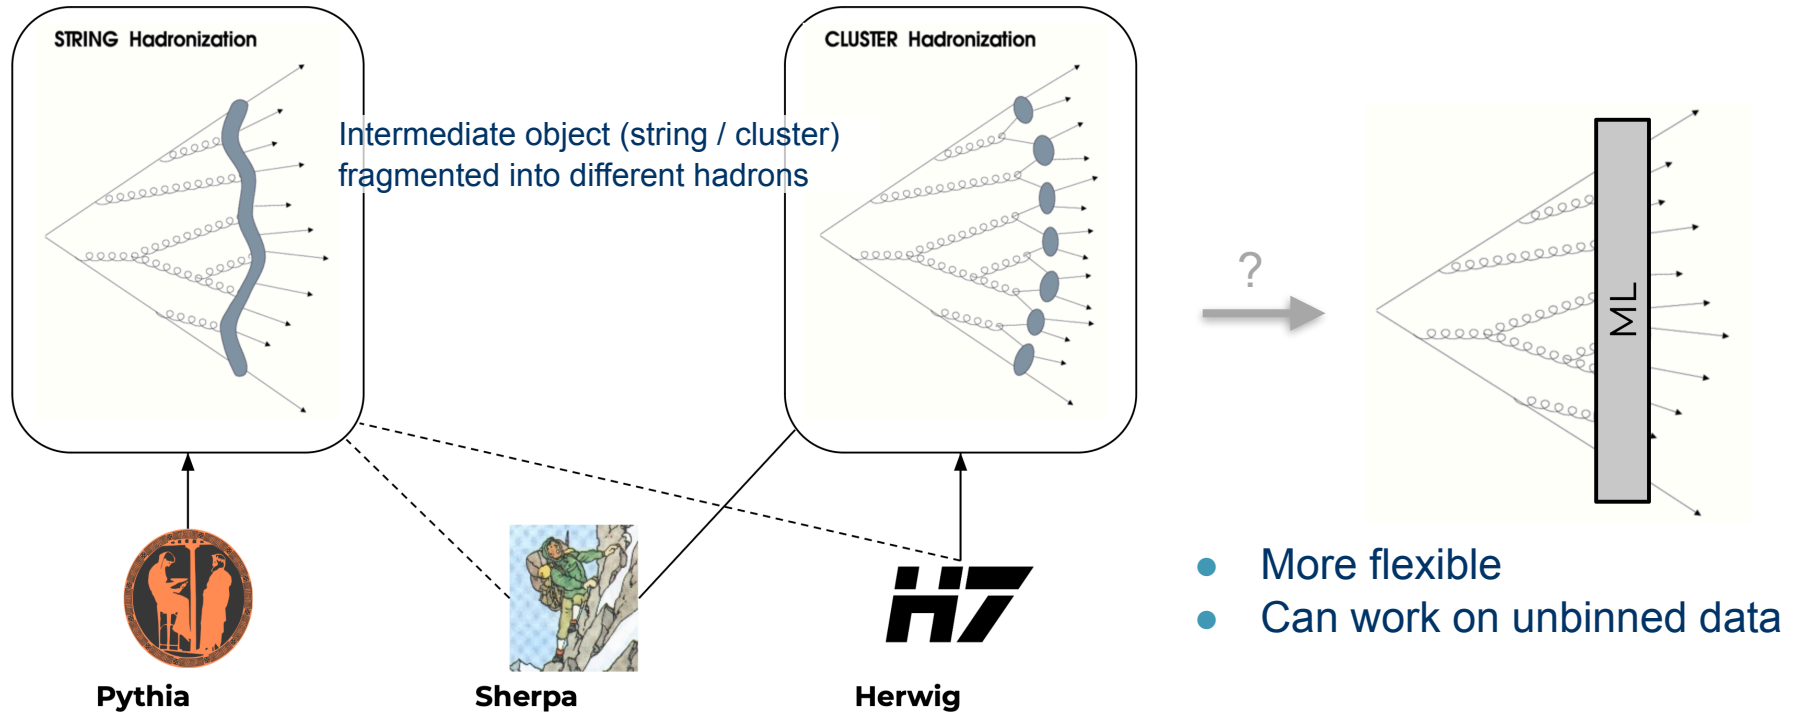 STRING Hadronization
CLUSTER Hadronization
Intermediate object (string / cluster)
fragmented into different hadrons
?
ML
H7
Pythia
Sherpa
Herwig
● More flexible
● Can work on unbinned data